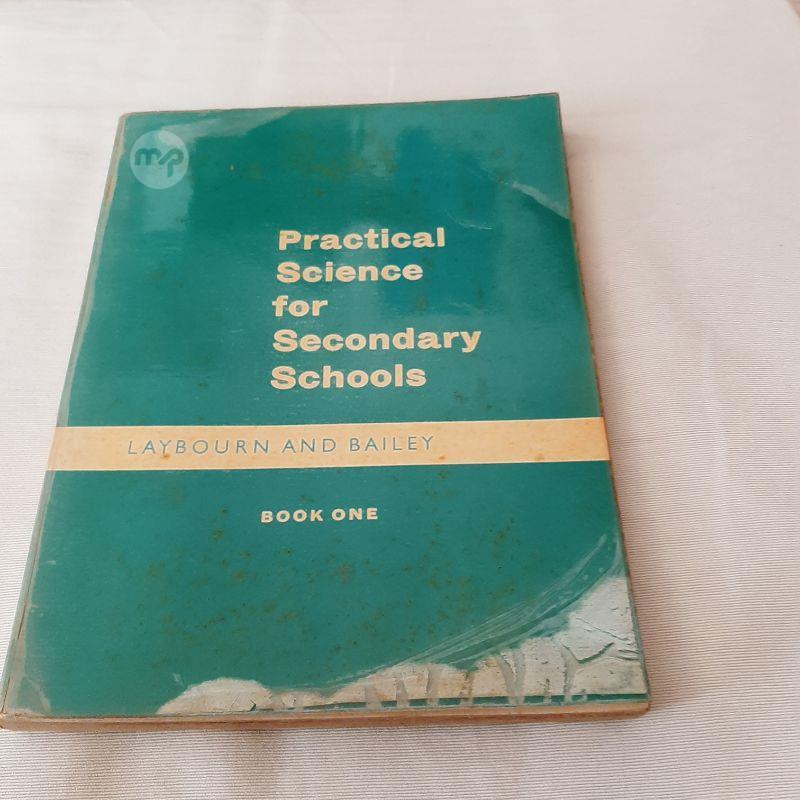 mp
Practical
Science
for
Secondary
Schools
LAYBOURN AND BAILEY
BOOK ONE